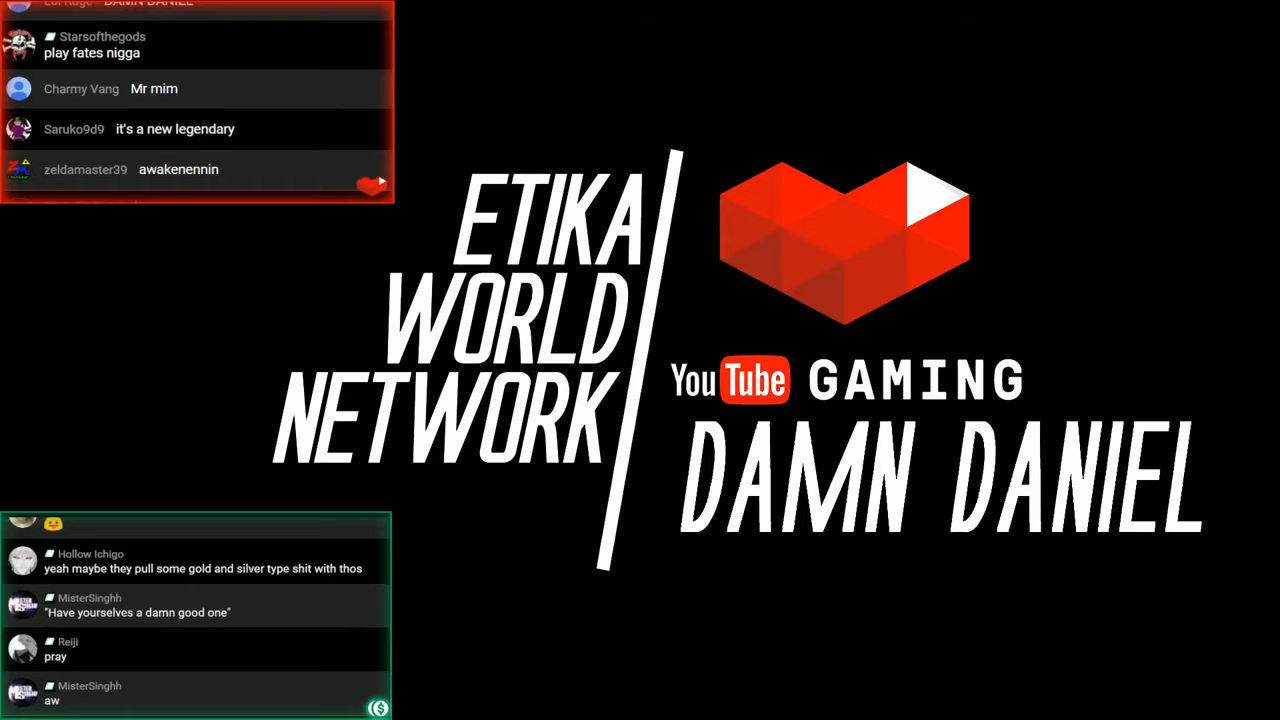 DAMN DANIEL
Starsofthegods
play fates nigga
Charmy Vang Mr mim
Saruko9d9 it's a new legendary
zeldamaster39 awakenennin
ETIKA
WORLD
NETWORK
YouTube GAMING
DAMN DANIEL
Hollow Ichigo
yeah maybe they pull some gold and silver type shit with thos
MisterSinghh
"Have yourselves a damn good one"
Reiji
pray
MisterSinghh
aw